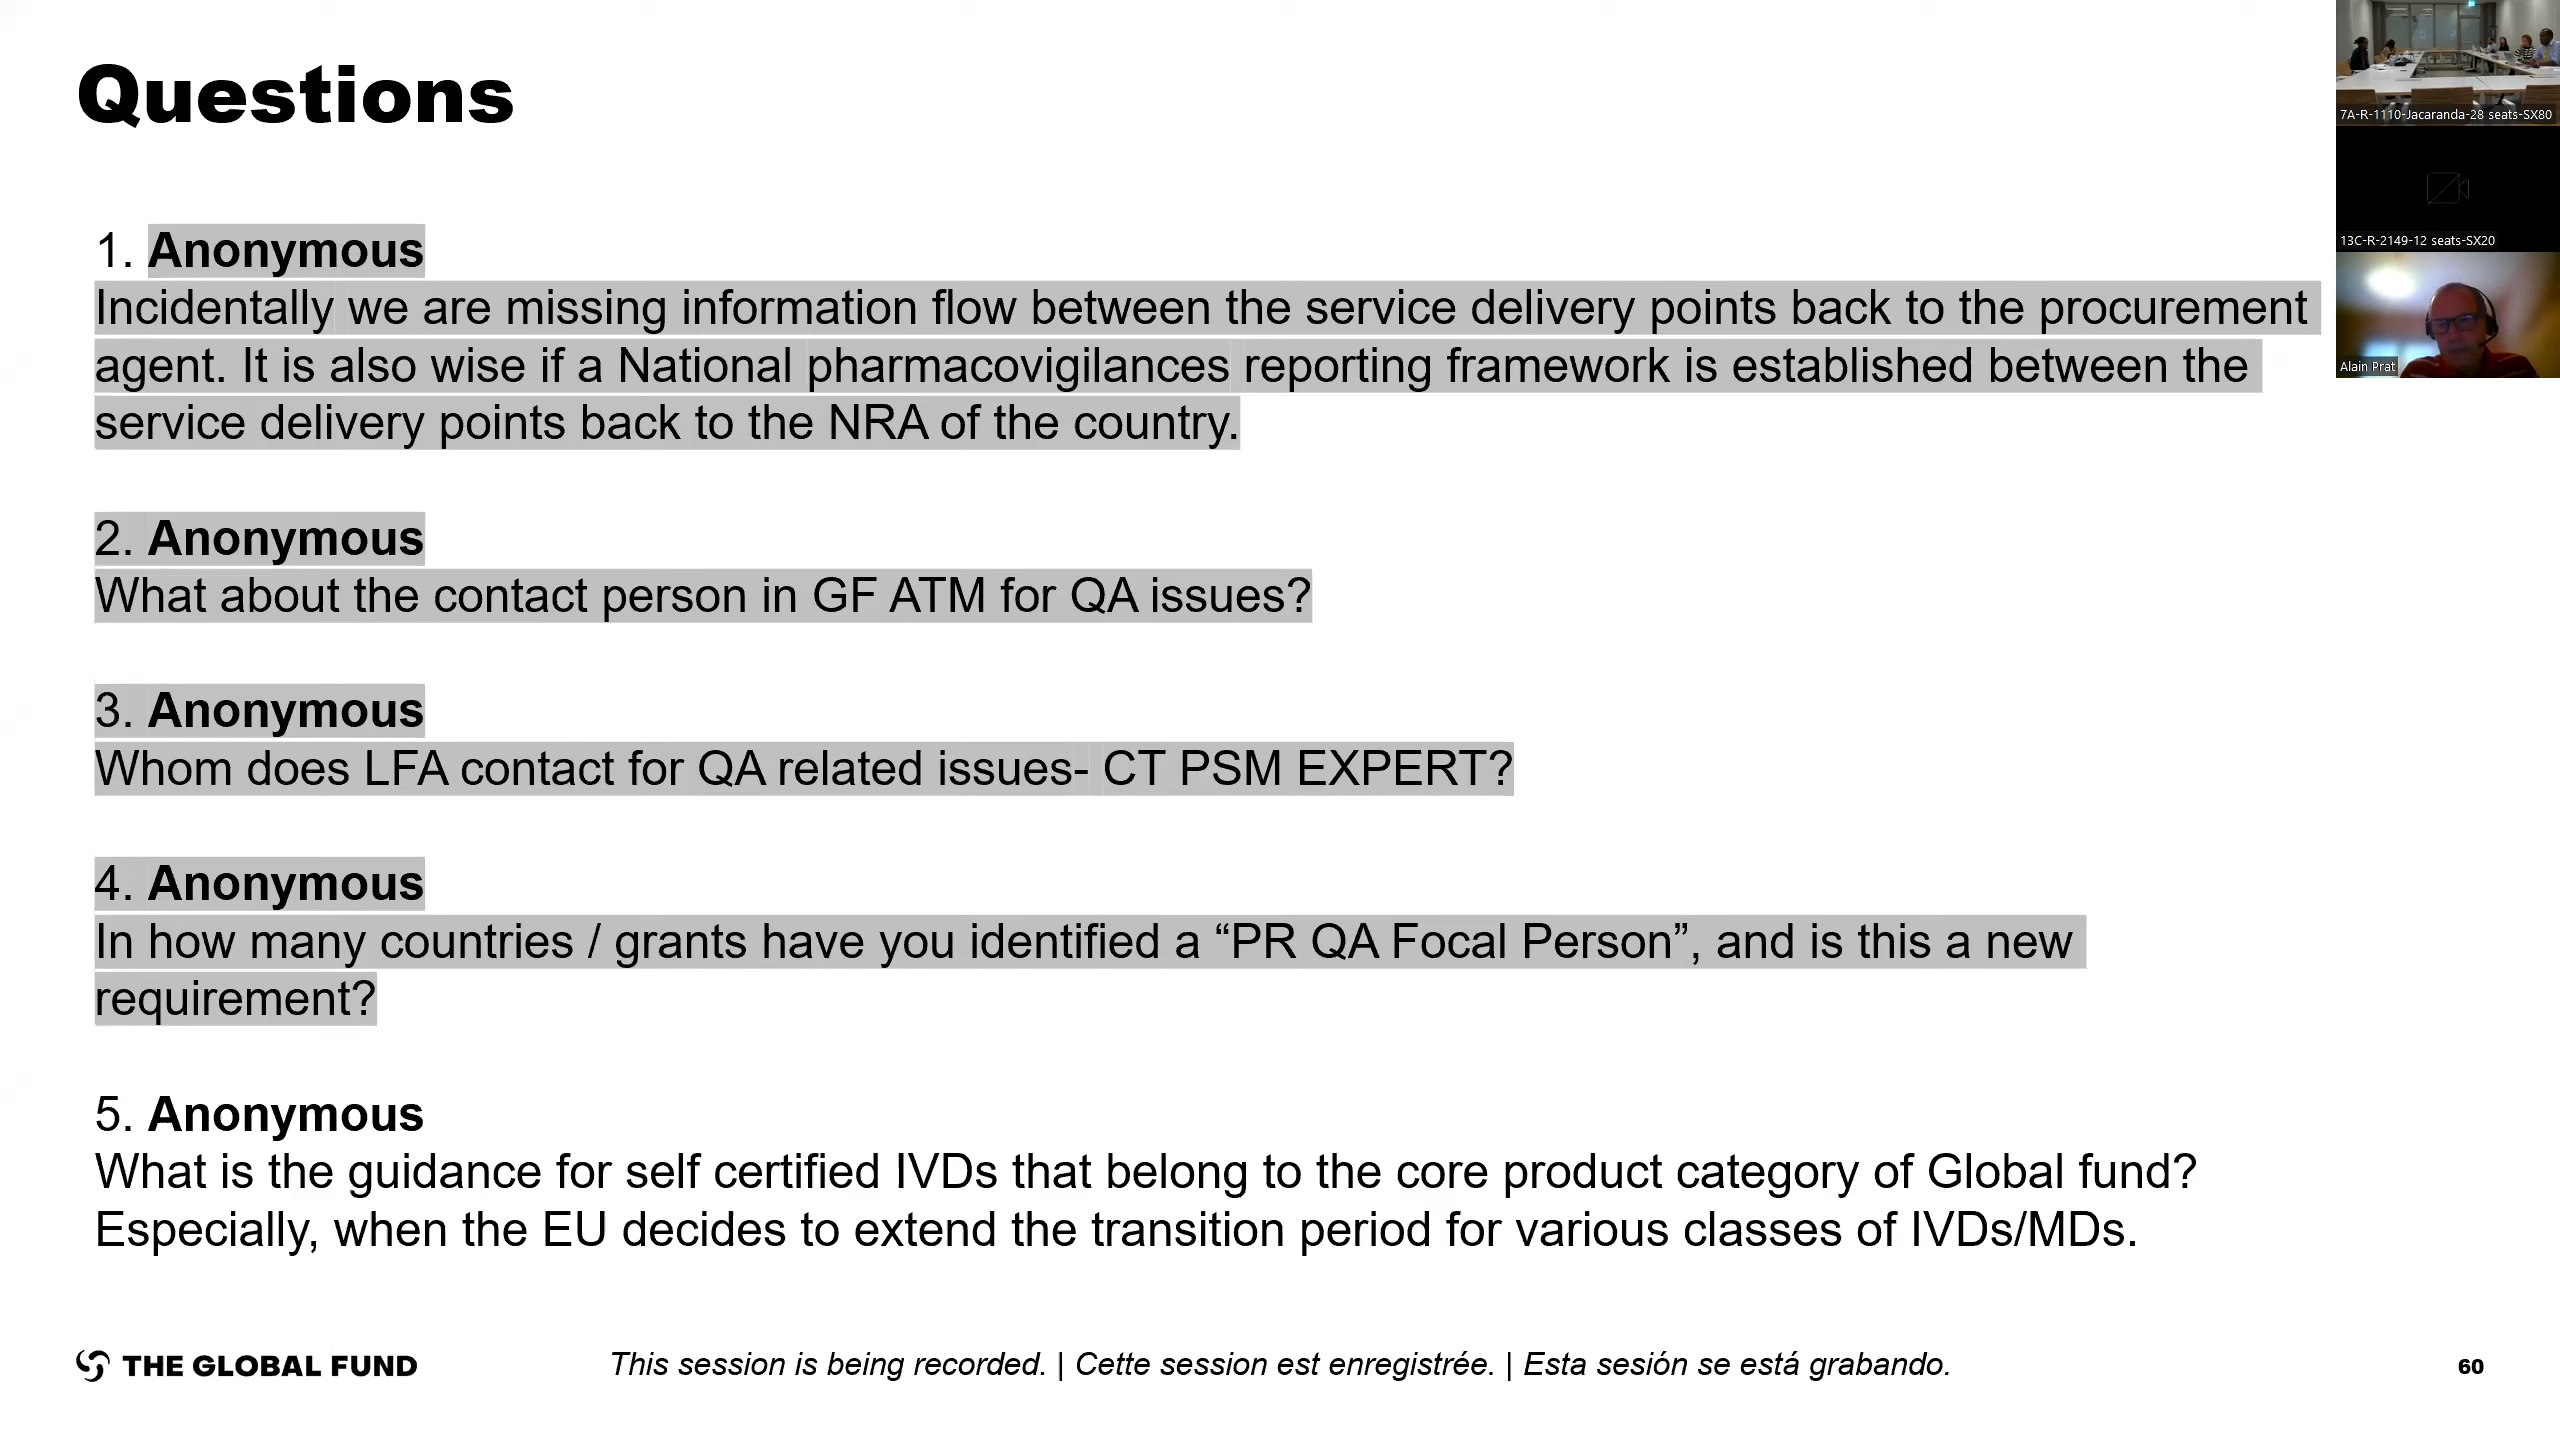 Questions
1. Anonymous
Incidentally we are missing information flow between the service delivery points back to the procurement
agent. It is also wise if a National pharmacovigilances reporting framework is established between the
service delivery points back to the NRA of the country.
2. Anonymous
What about the contact person in GF ATM for QA issues?
3. Anonymous
Whom does LFA contact for QA related issues- CT PSM EXPERT?
4. Anonymous
In how many countries / grants have you identified a “PR QA Focal Person”, and is this a new
requirement?
5. Anonymous
What is the guidance for self certified IVDs that belong to the core product category of Global fund?
Especially, when the EU decides to extend the transition period for various classes of IVDs/MDs.
THE GLOBAL FUND
This session is being recorded. | Cette session est enregistrée. | Esta sesión se está grabando.
60
7A-R-1110-Jacaranda-28 seats-SX80
13C-R-2149-12 seats-SX20
Alain Prat